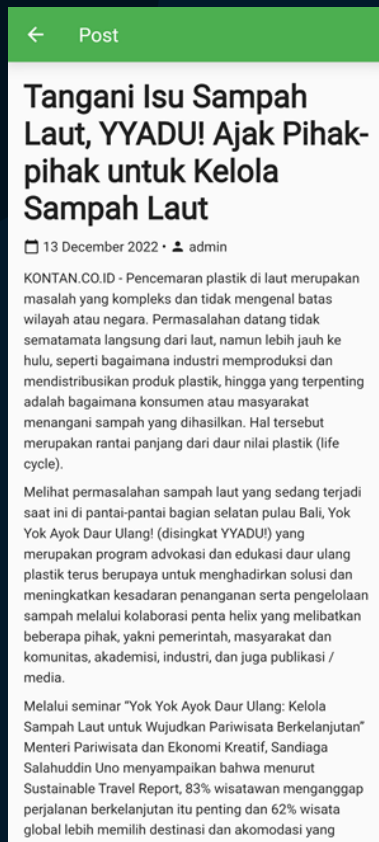 Post
Tangani Isu Sampah
Laut, YYADU! Ajak Pihak-
pihak untuk Kelola
Sampah Laut
13 December 2022 • admin
KONTAN.CO.ID - Pencemaran plastik di laut merupakan
masalah yang kompleks dan tidak mengenal batas
wilayah atau negara. Permasalahan datang tidak
sematamata langsung dari laut, namun lebih jauh ke
hulu, seperti bagaimana industri memproduksi dan
mendistribusikan produk plastik, hingga yang terpenting
adalah bagaimana konsumen atau masyarakat
menangani sampah yang dihasilkan. Hal tersebut
merupakan rantai panjang dari daur nilai plastik (life
cycle).
Melihat permasalahan sampah laut yang sedang terjadi
saat ini di pantai-pantai bagian selatan pulau Bali, Yok
Yok Ayok Daur Ulang! (disingkat YYADU!) yang
merupakan program advokasi dan edukasi daur ulang
plastik terus berupaya untuk menghadirkan solusi dan
meningkatkan kesadaran penanganan serta pengelolaan
sampah melalui kolaborasi penta helix yang melibatkan
beberapa pihak, yakni pemerintah, masyarakat dan
komunitas, akademisi, industri, dan juga publikasi /
media.
Melalui seminar "Yok Yok Ayok Daur Ulang: Kelola
Sampah Laut untuk Wujudkan Pariwisata Berkelanjutan"
Menteri Pariwisata dan Ekonomi Kreatif, Sandiaga
Salahuddin Uno menyampaikan bahwa menurut
Sustainable Travel Report, 83% wisatawan menganggap
perjalanan berkelanjutan itu penting dan 62% wisata
global lebih memilih destinasi dan akomodasi yang